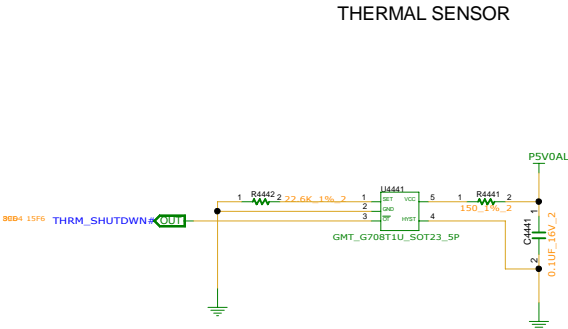 THERMAL SENSOR
P5V0AL
U4441
1 R4442 2 22.6K_1%_2 1 SET VCC 5 1 R4441 2
150_1%_2
2 GND
15F6 THRM_SHUTDWN# OUT 3 OT HYST 4
GMT_G708T1U_SOT23_5P
1 C4441 2 0.1UF_16V_2